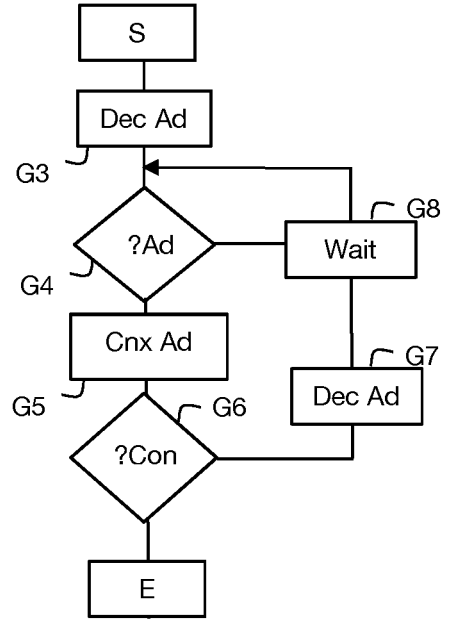 S
Dec Ad
G3
G8
?Ad
Wait
G4
Cnx Ad
G7
G5
G6
Dec Ad
?Con
E